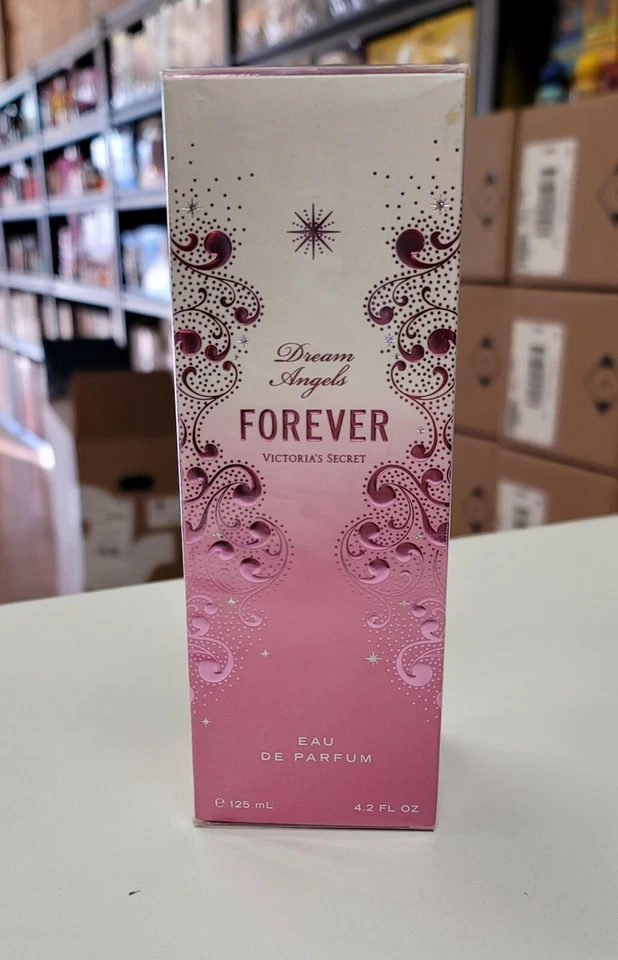 Dream
Angels
FOREVER
VICTORIA'S SECRET
EAU
DE PARFUM
℮ 125 mL
4.2 FL OZ